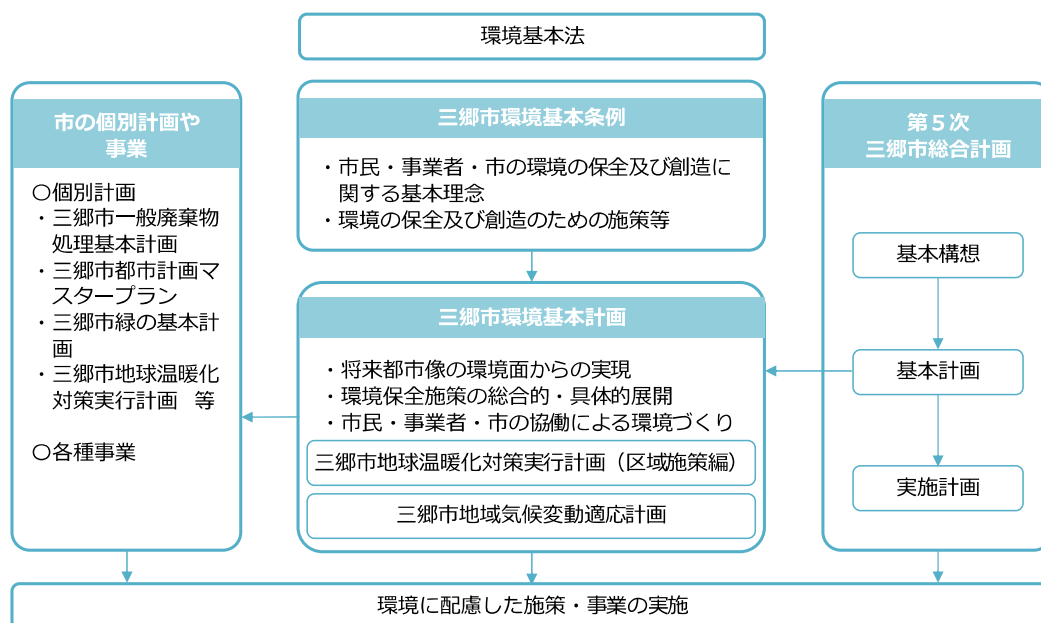 環境基本法
市の個別計画や
事業
〇個別計画
・三郷市一般廃棄物
処理基本計画
・三郷市都市計画マ
スタープラン
・三郷市緑の基本計
画
・三郷市地球温暖化
対策実行計画 等
〇各種事業
三郷市環境基本条例
・市民・事業者・市の環境の保全及び創造に
関する基本理念
・環境の保全及び創造のための施策等
三郷市環境基本計画
・将来都市像の環境面からの実現
・環境保全施策の総合的・具体的展開
・市民・事業者・市の協働による環境づくり
三郷市地球温暖化対策実行計画（区域施策編）
三郷市地域気候変動適応計画
第５次
三郷市総合計画
基本構想
基本計画
実施計画
環境に配慮した施策・事業の実施